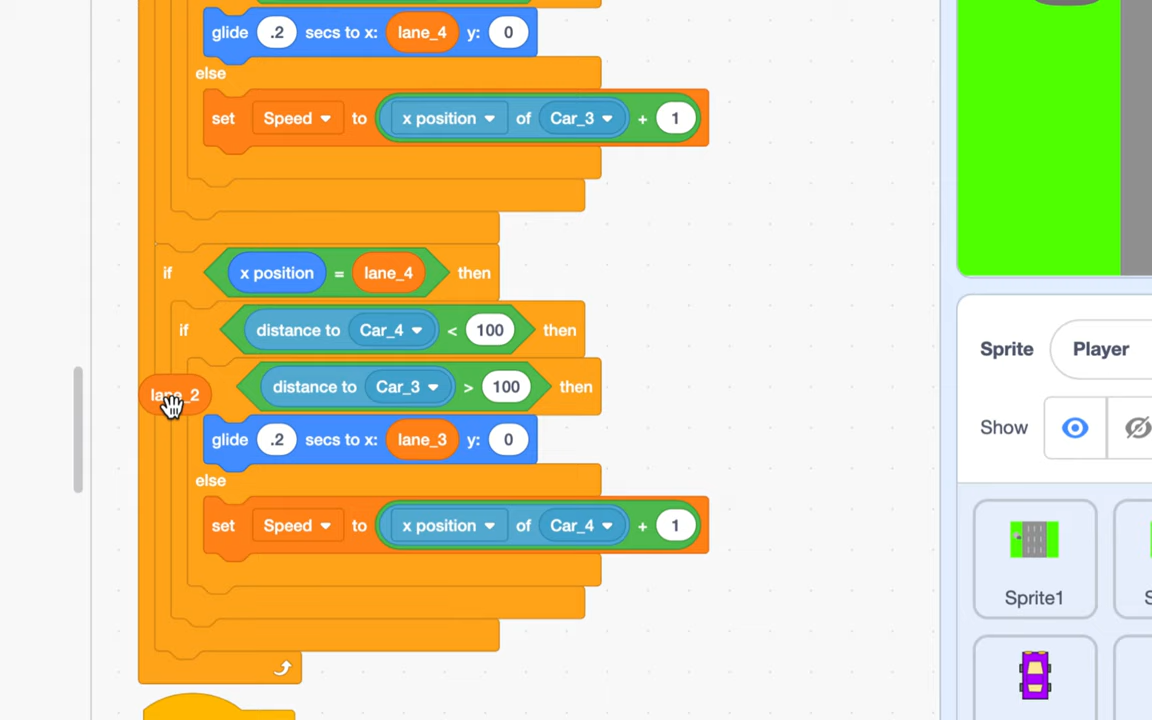 glide .2 secs to x: lane_4 y: 0
else
set Speed to x position of Car_3 + 1
if x position = lane_4 then
if distance to Car_4 < 100 then
distance to Car_3 > 100 then
lane_2
glide .2 secs to x: lane_3 y: 0
else
set Speed to x position of Car_4 + 1
Sprite Player
Show
Sprite1
S